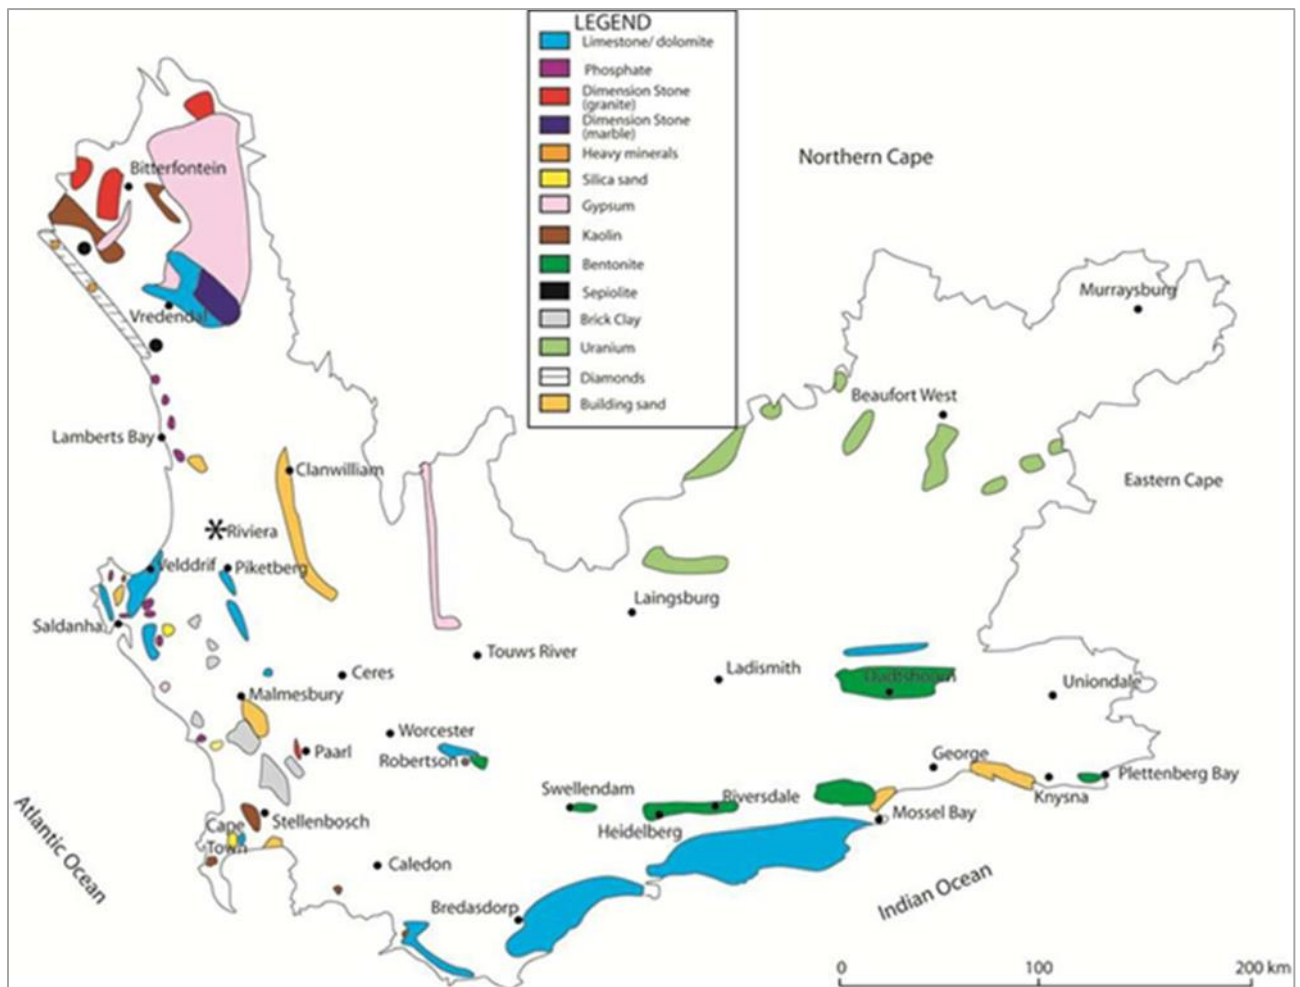 LEGEND
Limestone/ dolomite
Phosphate
Dimension Stone
(granite)
Dimension Stone
(marble)
Heavy minerals
Silica sand
Gypsum
Kaolin
Bentonite
Sepiolite
Brick Clay
Uranium
Diamonds
Building sand
Northern Cape
Bitterfontein
Murraysburg
Vredendal
Beaufort West
Lamberts Bay
Clanwilliam
Eastern Cape
Riviera
Velddrif
Piketberg
Laingsburg
Saldanha
Touws River
Ceres
Ladismith
Oudtshoorn
Uniondale
Malmesbury
Worcester
Paarl
Robertson
George
Plettenberg Bay
Swellendam
Riversdale
Knysna
Mossel Bay
Heidelberg
Stellenbosch
Cape
Town
Atlantic Ocean
Caledon
Indian Ocean
Bredasdorp
0
100
200 km